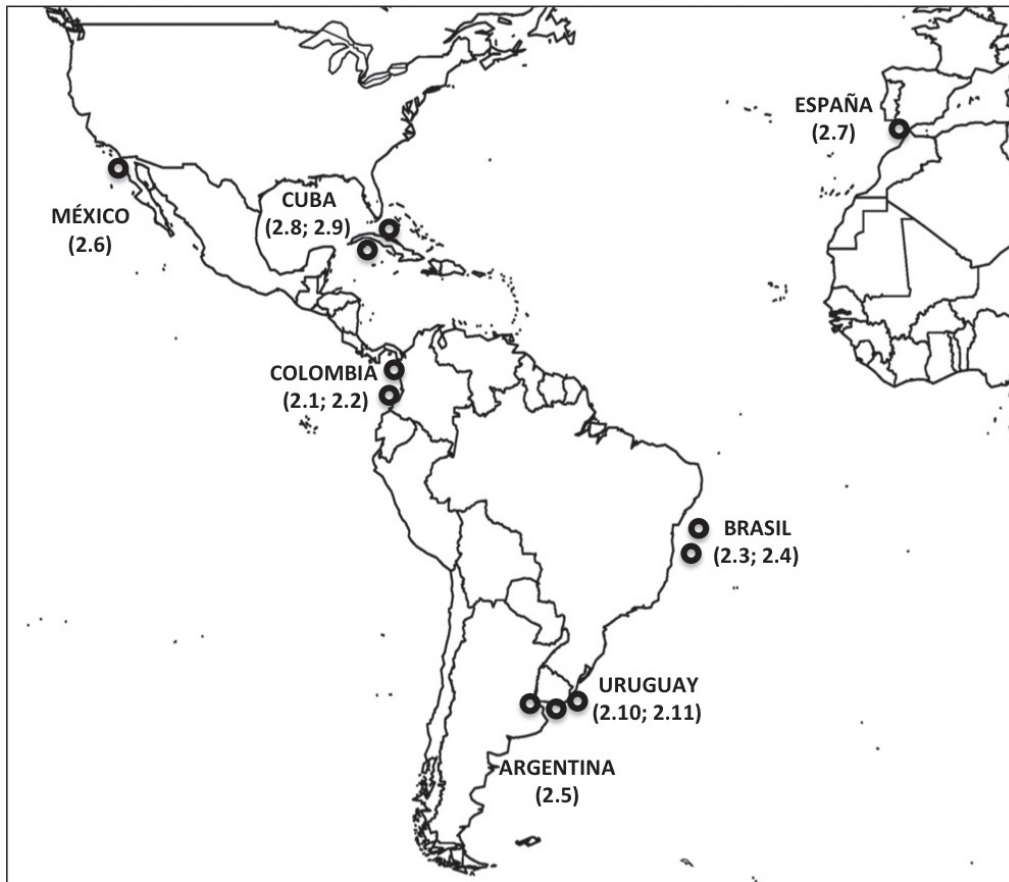 ESPAÑA
(2.7)
MÉXICO
(2.6)
CUBA
(2.8; 2.9)
COLOMBIA
(2.1; 2.2)
BRASIL
(2.3; 2.4)
URUGUAY
(2.10; 2.11)
ARGENTINA
(2.5)